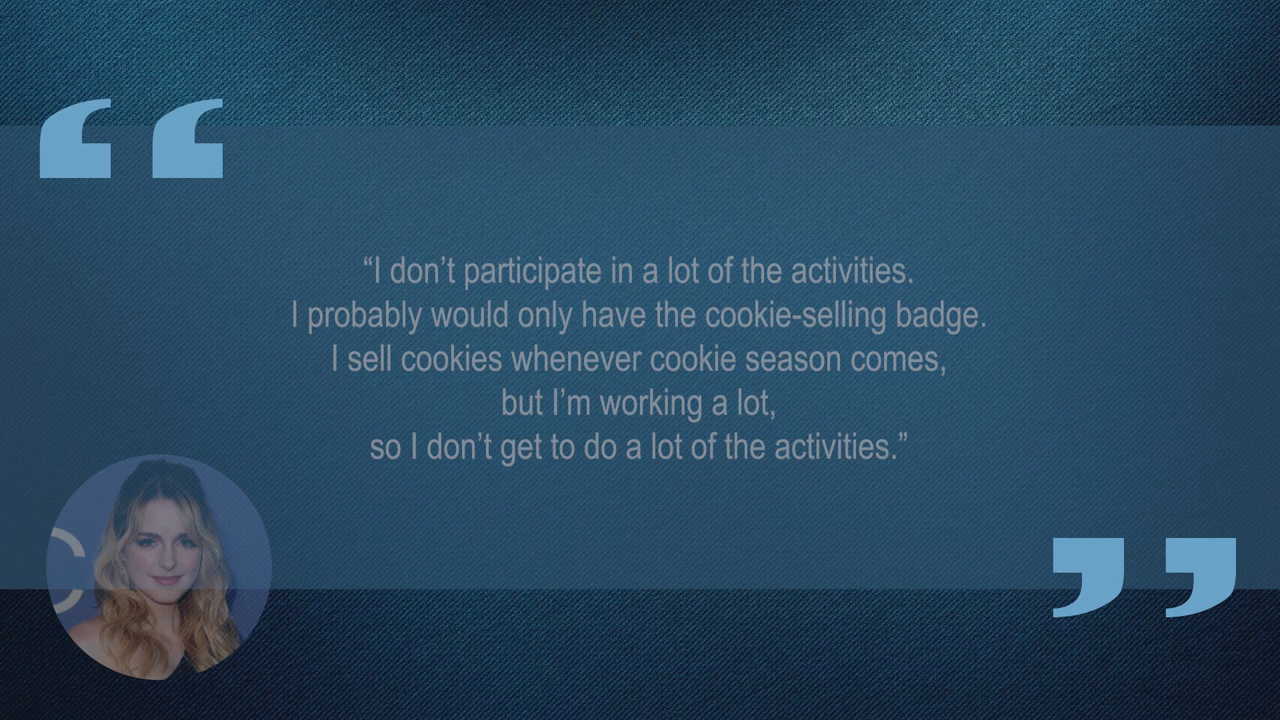 “I don’t participate in a lot of the activities.
I probably would only have the cookie-selling badge.
I sell cookies whenever cookie season comes,
but I’m working a lot,
so I don’t get to do a lot of the activities.”